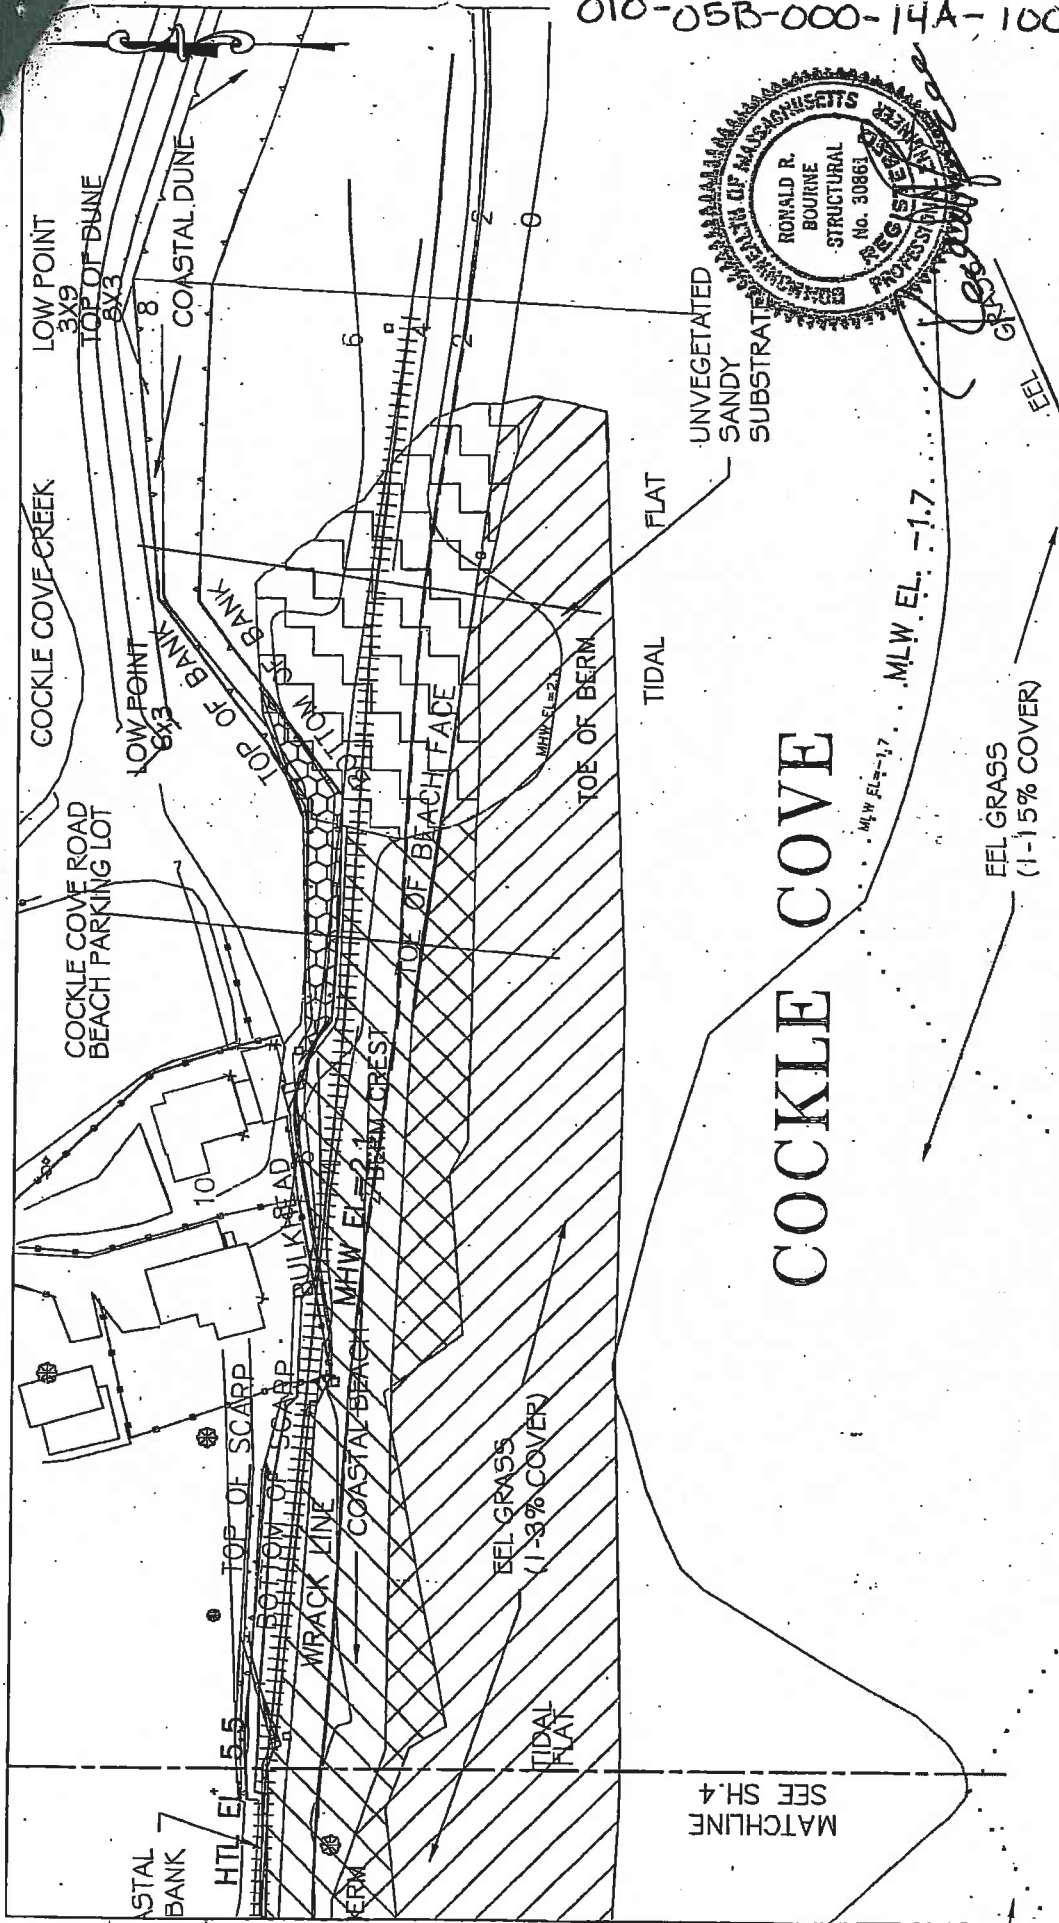 010-05B-000-14A-100
COCKLE COVE CREEK
LOW POINT
3X9
TOP OF DUNE
8X3
8
COASTAL DUNE
LOW POINT
8X3
COCKLE COVE ROAD
BEACH PARKING LOT
TOP OF BANK
BOTTOM BANK
6
4
2
2
0
10
BULKHEAD
TOP OF SCARP
BOTTOM OF SCARP
HTL EL 5.5
WRACK LINE
MHW EL=2.1
BERM CREST
COASTAL BEACH
TOE OF BEACH FACE
MHW EL=2.1
TOE OF BERM
BANK
ERM
UNVEGETATED
SANDY
SUBSTRATE
TIDAL FLAT
TIDAL
FLAT
EEL GRASS
(1-3% COVER)
MLW EL. -1.7
MLW EL=-1.7
COCKLE COVE
EEL GRASS
(1-15% COVER)
EEL
GRASS
MATCHLINE
SEE SH.4
COMMONWEALTH OF MASSACHUSETTS
RONALD R.
BOURNE
STRUCTURAL
No. 30861
REGISTERED
PROFESSIONAL ENGINEER